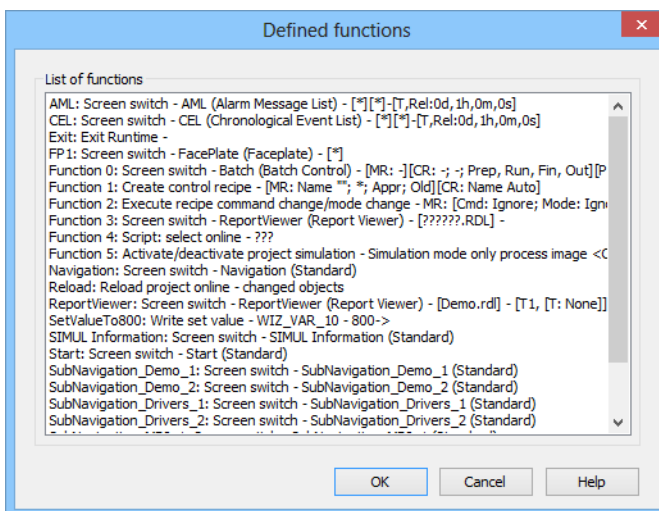 Defined functions
List of functions
AML: Screen switch - AML (Alarm Message List) - [*][*]-[T,Rel:0d,1h,0m,0s]
CEL: Screen switch - CEL (Chronological Event List) - [*][*]-[T,Rel:0d,1h,0m,0s]
Exit: Exit Runtime -
FP1: Screen switch - FacePlate (Faceplate) - [*]
Function 0: Screen switch - Batch (Batch Control) - [MR: -][CR: -; -; Prep, Run, Fin, Out][P
Function 1: Create control recipe - [MR: Name ""; *; Appr; Old][CR: Name Auto]
Function 2: Execute recipe command change/mode change - MR: [Cmd: Ignore; Mode: Ign
Function 3: Screen switch - ReportViewer (Report Viewer) - [??????.RDL] -
Function 4: Script: select online - ???
Function 5: Activate/deactivate project simulation - Simulation mode only process image <C
Navigation: Screen switch - Navigation (Standard)
Reload: Reload project online - changed objects
ReportViewer: Screen switch - ReportViewer (Report Viewer) - [Demo.rdl] - [T1, [T: None]]
SetValueTo800: Write set value - WIZ_VAR_10 - 800->
SIMUL Information: Screen switch - SIMUL Information (Standard)
Start: Screen switch - Start (Standard)
SubNavigation_Demo_1: Screen switch - SubNavigation_Demo_1 (Standard)
SubNavigation_Demo_2: Screen switch - SubNavigation_Demo_2 (Standard)
SubNavigation_Drivers_1: Screen switch - SubNavigation_Drivers_1 (Standard)
SubNavigation_Drivers_2: Screen switch - SubNavigation_Drivers_2 (Standard)
OK Cancel Help